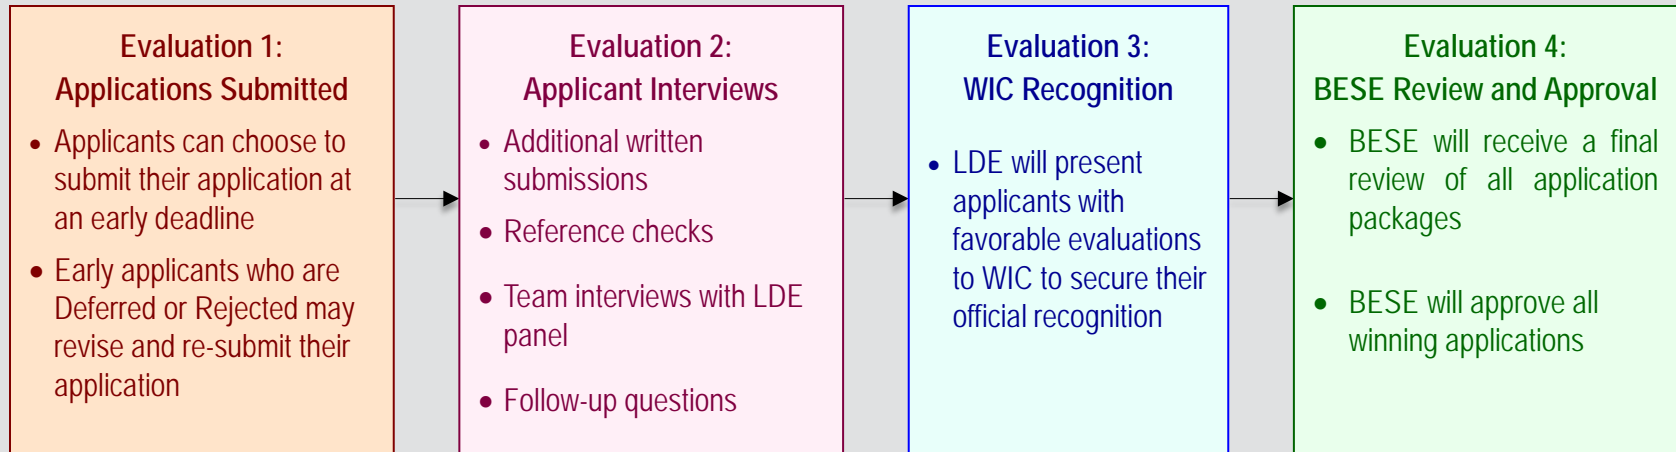 Evaluation 1:
Applications Submitted
• Applicants can choose to
submit their application at
an early deadline
• Early applicants who are
Deferred or Rejected may
revise and re-submit their
application
Evaluation 2:
Applicant Interviews
• Additional written
submissions
• Reference checks
• Team interviews with LDE
panel
• Follow-up questions
Evaluation 3:
WIC Recognition
• LDE will present
applicants with
favorable evaluations
to WIC to secure their
official recognition
Evaluation 4:
BESE Review and Approval
• BESE will receive a final
review of all application
packages
• BESE will approve all
winning applications